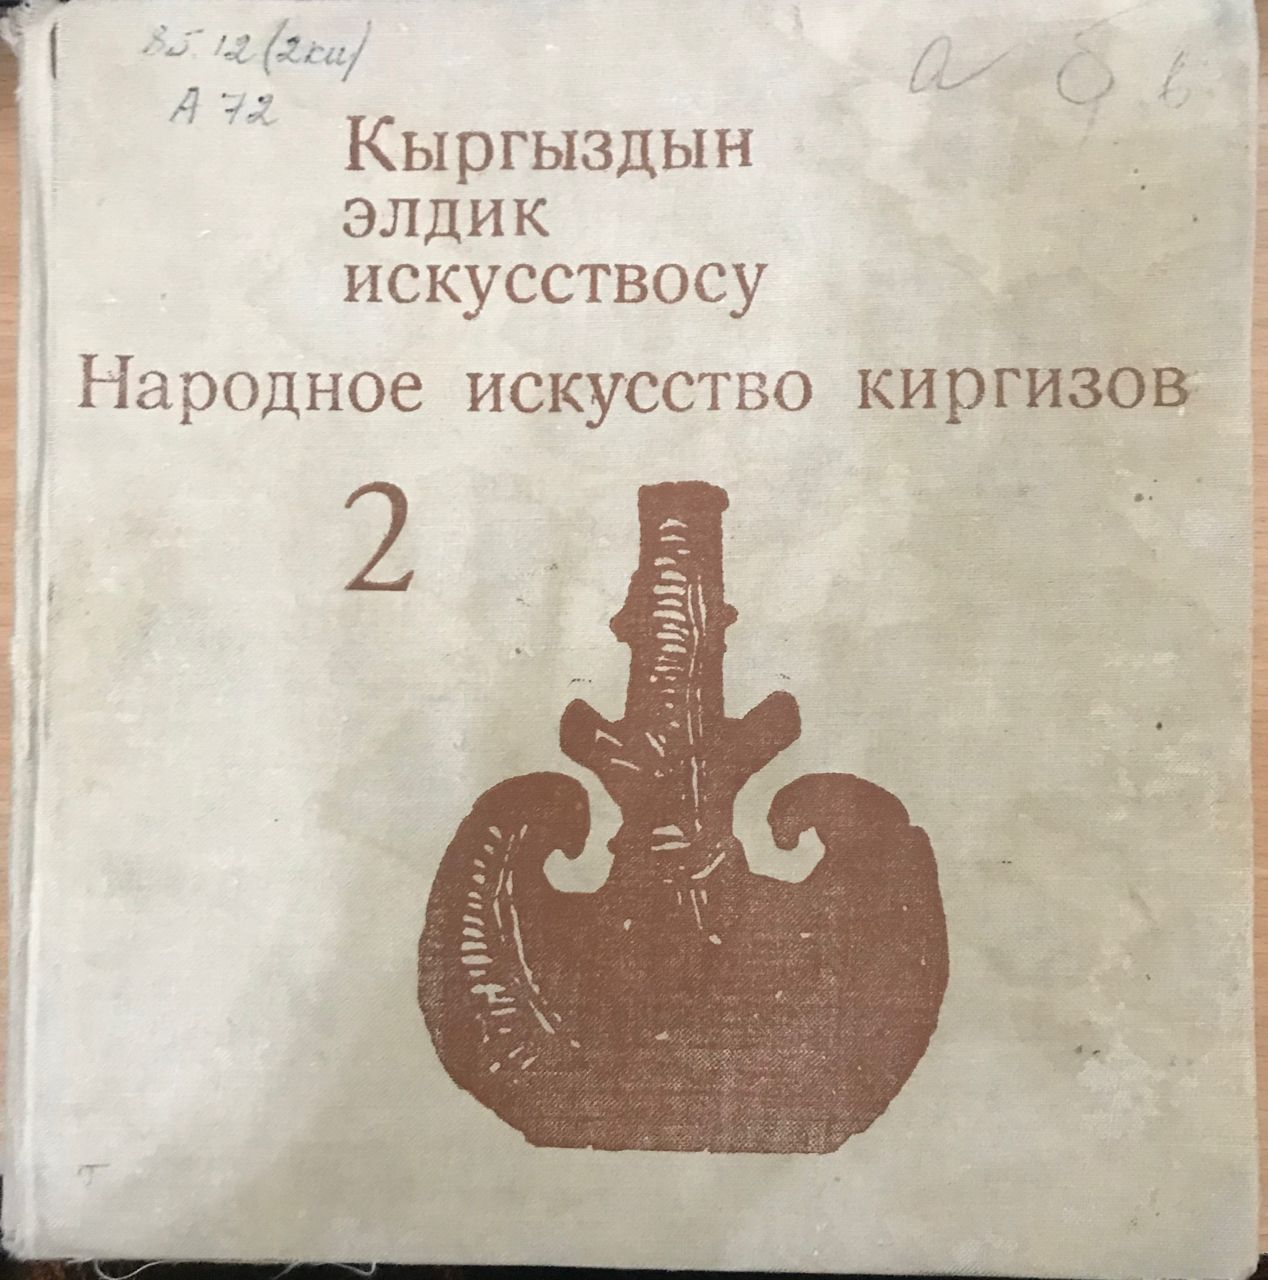 85.12(2ки)
А 72
а б в
Кыргыздын
элдик
искусствосу
Народное искусство киргизов
2